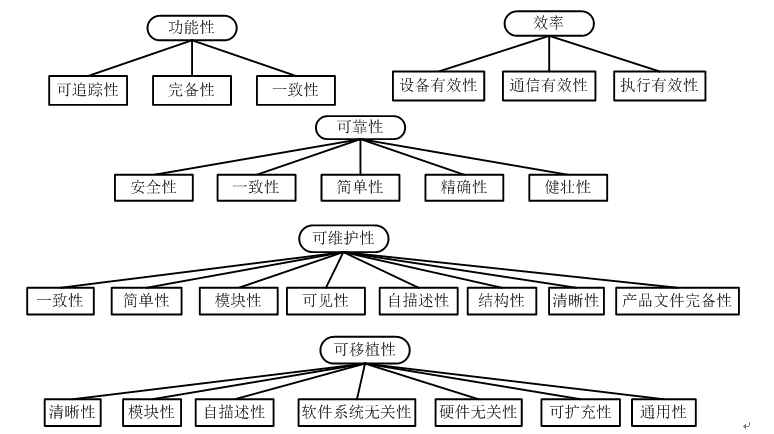 功能性
效率
可追踪性 完备性 一致性
设备有效性 通信有效性 执行有效性
可靠性
安全性 一致性 简单性 精确性 健壮性
可维护性
一致性 简单性 模块性 可见性 自描述性 结构性 清晰性 产品文件完备性
可移植性
清晰性 模块性 自描述性 软件系统无关性 硬件无关性 可扩充性 通用性